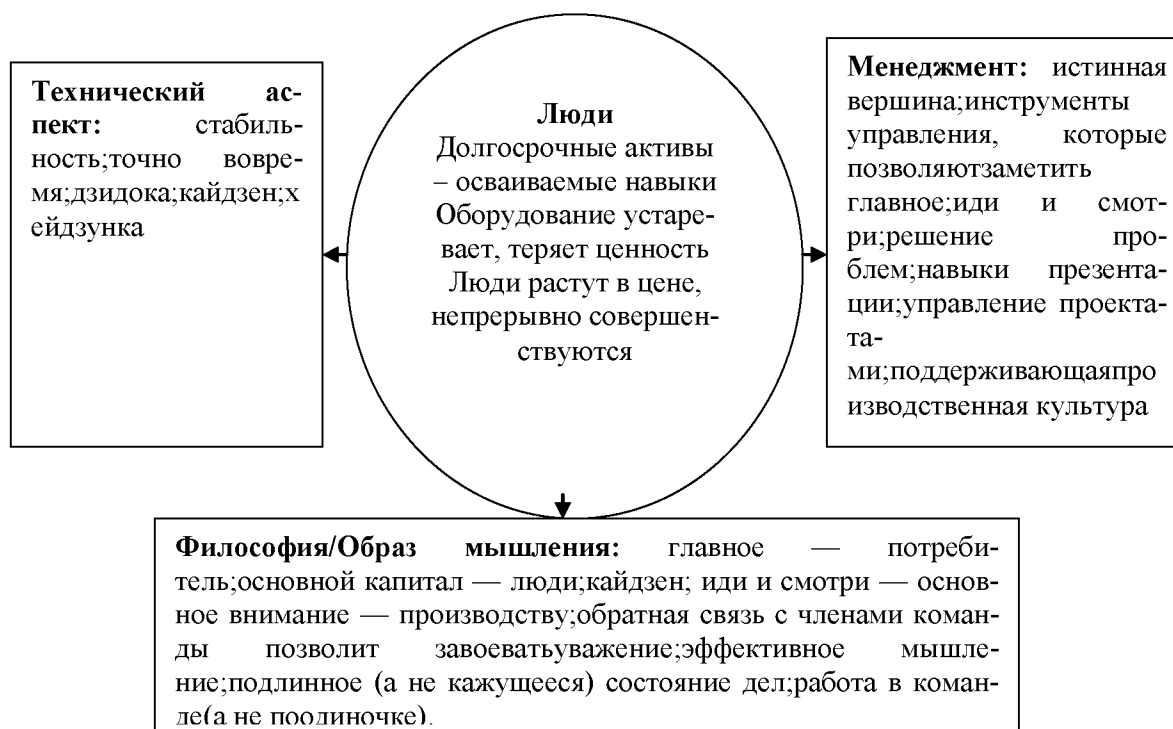 Технический ас-
пект: стабиль-
ность;точно вовре-
мя;дзидока;кайдзен;х
ейдзунка
Люди
Долгосрочные активы
– осваиваемые навыки
Оборудование устаре-
вает, теряет ценность
Люди растут в цене,
непрерывно совершен-
ствуются
Менеджмент: истинная
вершина;инструменты
управления, которые
позволяютзаметить
главное;иди и смот-
ри;решение про-
блем;навыки презента-
ции;управление проекта-
та-
ми;поддерживающаяпро
изводственная культура
Философия/Образ мышления: главное — потреби-
тель;основной капитал — люди;кайдзен; иди и смотри — основ-
ное внимание — производству;обратная связь с членами коман-
ды позволит завоеватьуважение;эффективное мышле-
ние;подлинное (а не кажущееся) состояние дел;работа в коман-
де(а не поодиночке).